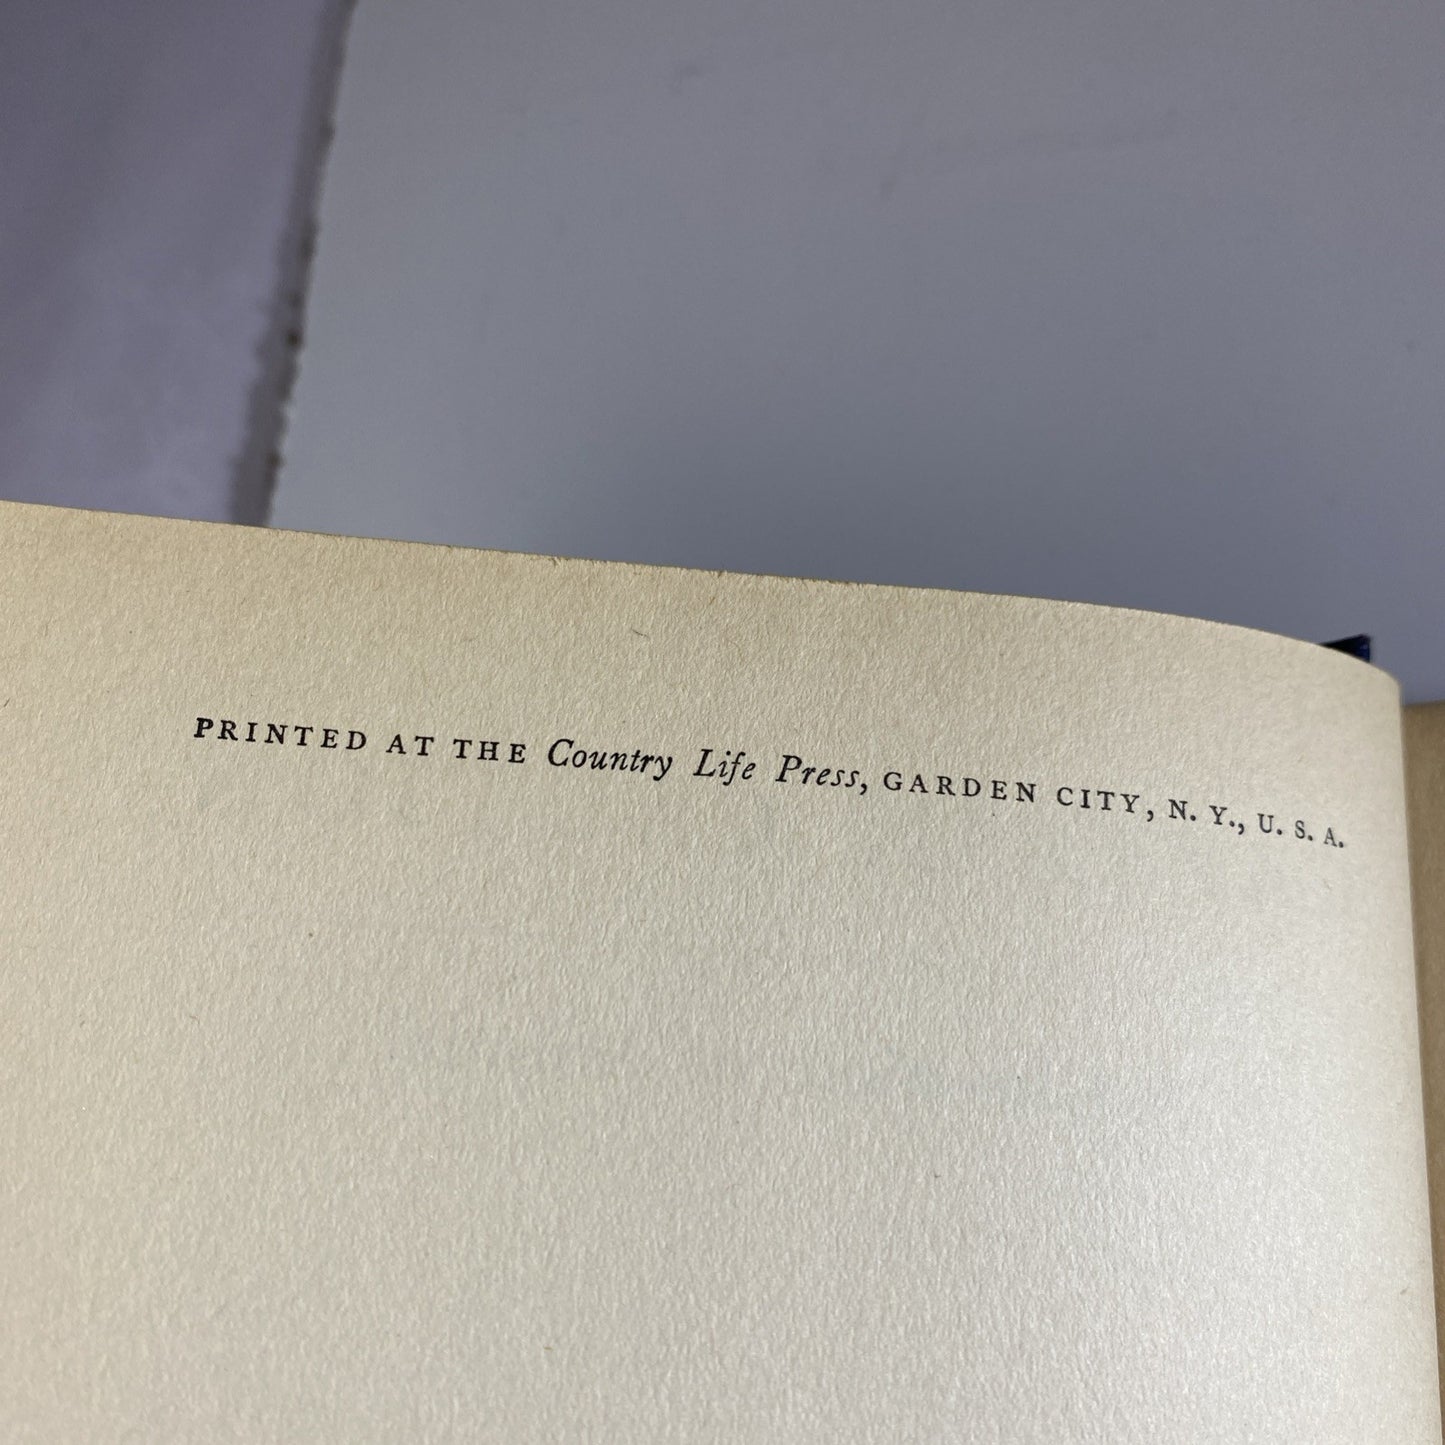 PRINTED AT THE Country Life Press, GARDEN CITY, N. Y., U. S. A.